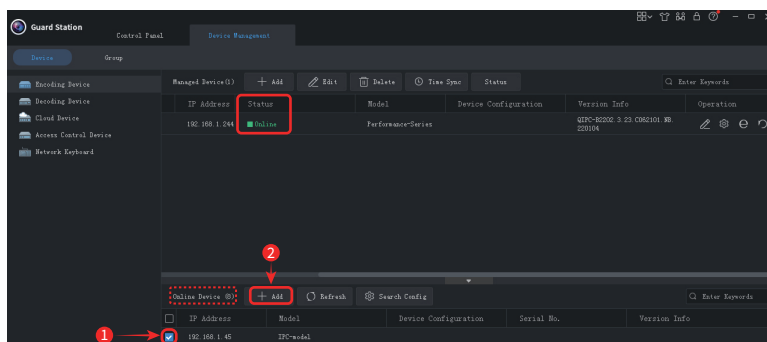 Guard Station
Control Panel
Device Management
Device
Group
Encoding Device
Decoding Device
Cloud Device
Access Control Device
Network Keyboard
Managed Device(1)
Add
Edit
Delete
Time Sync
Status
Enter Keywords
IP Address
Status
Model
Device Configuration
Version Info
Operation
192.168.1.244
Online
Performance-Series
QIPC-B2202.3.23.C062101.NB.
220104
2
Online Device (8)
Add
Refresh
Search Config
Enter Keywords
IP Address
Model
Device Configuration
Serial No.
Version Info
1
192.168.1.45
IPC-model